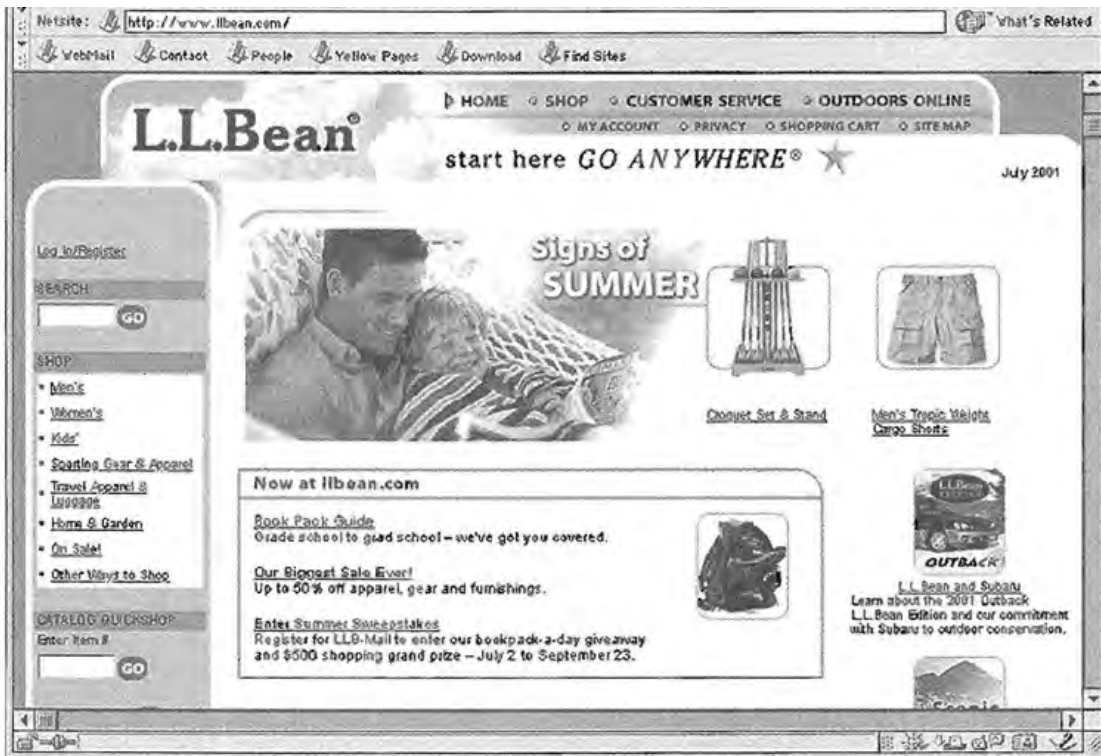 Netsite: http://www.llbean.com/ What's Related
WebMail Contact People Yellow Pages Download Find Sites
L.L.Bean®
HOME SHOP CUSTOMER SERVICE OUTDOORS ONLINE
MY ACCOUNT PRIVACY SHOPPING CART SITE MAP
start here GO ANYWHERE®
July 2001
Log In/Register
SEARCH
GO
SHOP
• Men's
• Women's
• Kids'
• Sporting Gear & Apparel
• Travel Apparel &
Luggage
• Home & Garden
• On Sale!
• Other Ways to Shop
CATALOG QUICKSHOP
Enter Item #
GO
Signs of
SUMMER
Croquet Set & Stand
Men's Tropic Weight
Cargo Shorts
Now at llbean.com
Book Pack Guide
Grade school to grad school – we've got you covered.
Our Biggest Sale Ever!
Up to 50% off apparel, gear and furnishings.
Enter Summer Sweepstakes
Register for LLB-Mail to enter our bookpack-a-day giveaway
and $500 shopping grand prize – July 2 to September 23.
L.L.Bean
OUTBACK
L.L.Bean and Subaru
Learn about the 2001 Outback
L.L.Bean Edition and our commitment
with Subaru to outdoor conservation.
Scenic